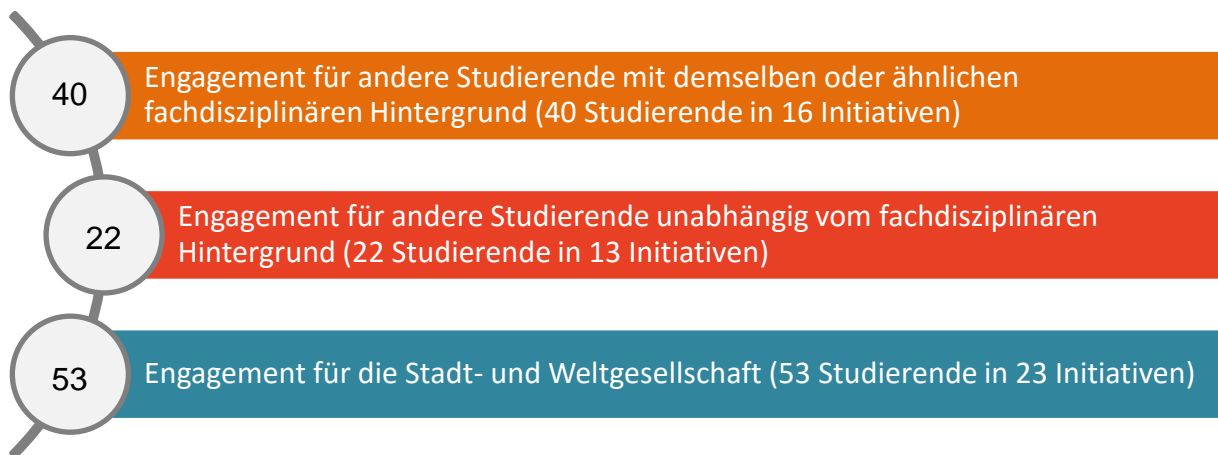 40
Engagement für andere Studierende mit demselben oder ähnlichen
fachdisziplinären Hintergrund (40 Studierende in 16 Initiativen)
22
Engagement für andere Studierende unabhängig vom fachdisziplinären
Hintergrund (22 Studierende in 13 Initiativen)
53
Engagement für die Stadt- und Weltgesellschaft (53 Studierende in 23 Initiativen)